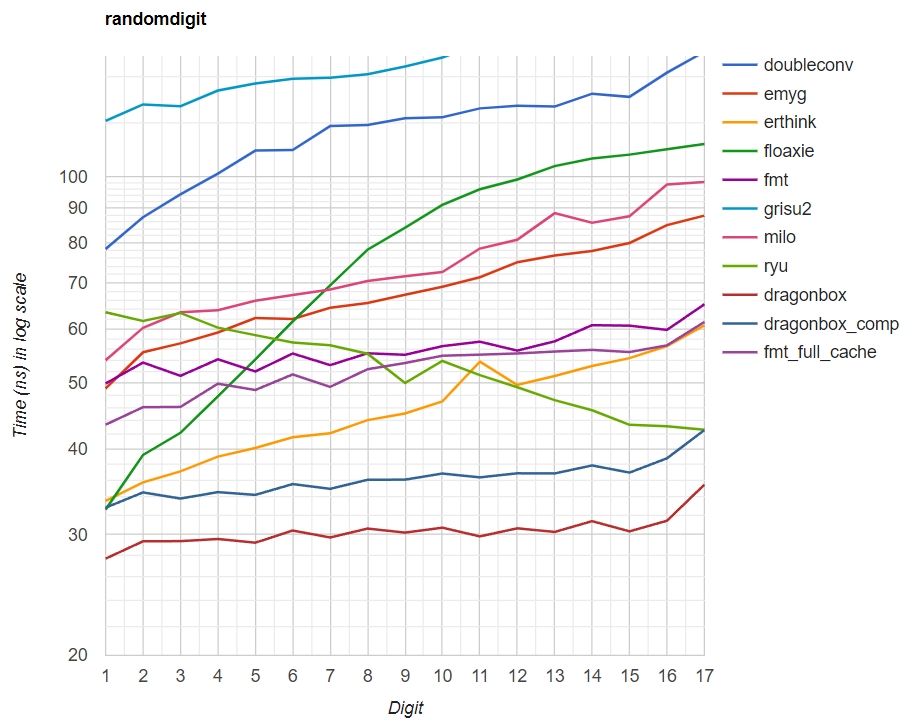 randomdigit
doubleconv
emyg
erthink
floaxie
fmt
grisu2
milo
ryu
dragonbox
dragonbox_comp
fmt_full_cache
Time (ns) in log scale
100
90
80
70
60
50
40
30
20
1 2 3 4 5 6 7 8 9 10 11 12 13 14 15 16 17
Digit